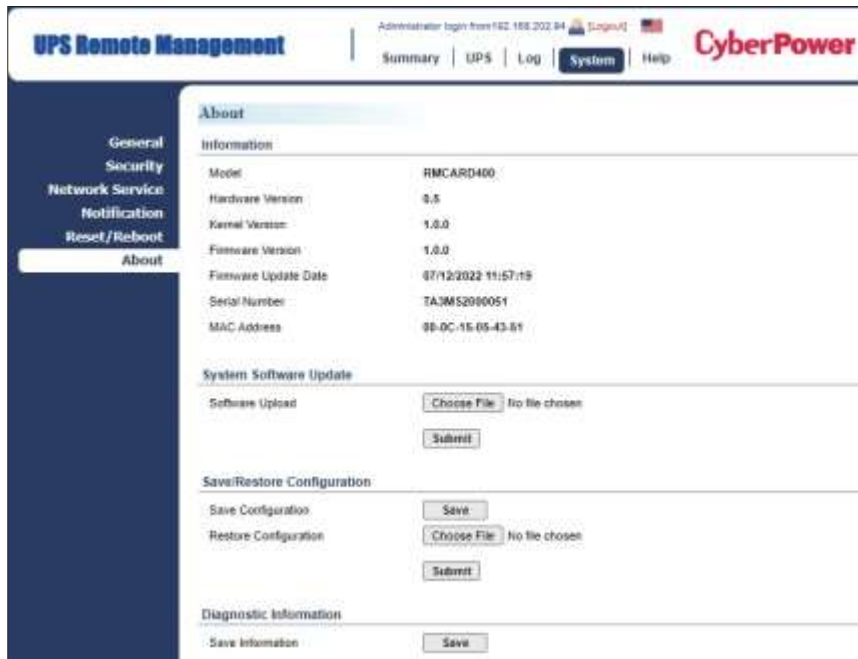 UPS Remote Management
Administrator login from 192.168.202.94 [Logout]
Summary | UPS | Log | System | Help
CyberPower
About
General
Security
Network Service
Notification
Reset/Reboot
About
Information
Model RMCARD400
Hardware Version 0.5
Kernel Version 1.0.0
Firmware Version 1.0.0
Firmware Update Date 07/12/2022 11:57:19
Serial Number
MAC Address 00-0C-15-05-43-51
System Software Update
Software Upload Choose File No file chosen
Submit
Save/Restore Configuration
Save Configuration Save
Restore Configuration Choose File No file chosen
Submit
Diagnostic Information
Save Information Save